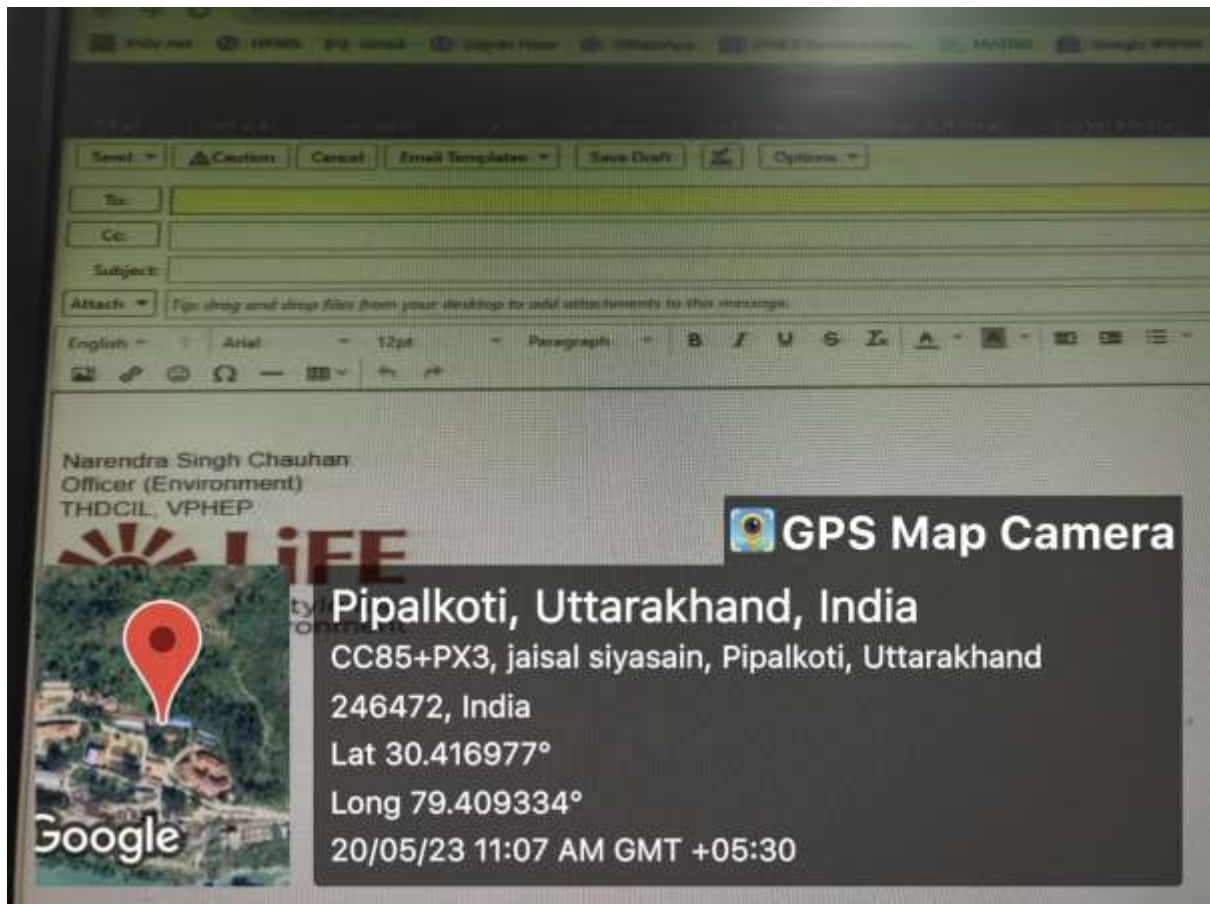 Gmail
WhatsApp
Send
Caution
Cancel
Email Templates
Save Draft
Options
To:
Cc:
Subject:
Attach
Tip: drag and drop files from your desktop to add attachments to this message.
English
Arial
12pt
Paragraph
B I U S
Narendra Singh Chauhan
Officer (Environment)
THDCIL, VPHEP
LiFE
GPS Map Camera
Pipalkoti, Uttarakhand, India
CC85+PX3, jaisal siyasain, Pipalkoti, Uttarakhand
246472, India
Lat 30.416977°
Long 79.409334°
20/05/23 11:07 AM GMT +05:30
Google